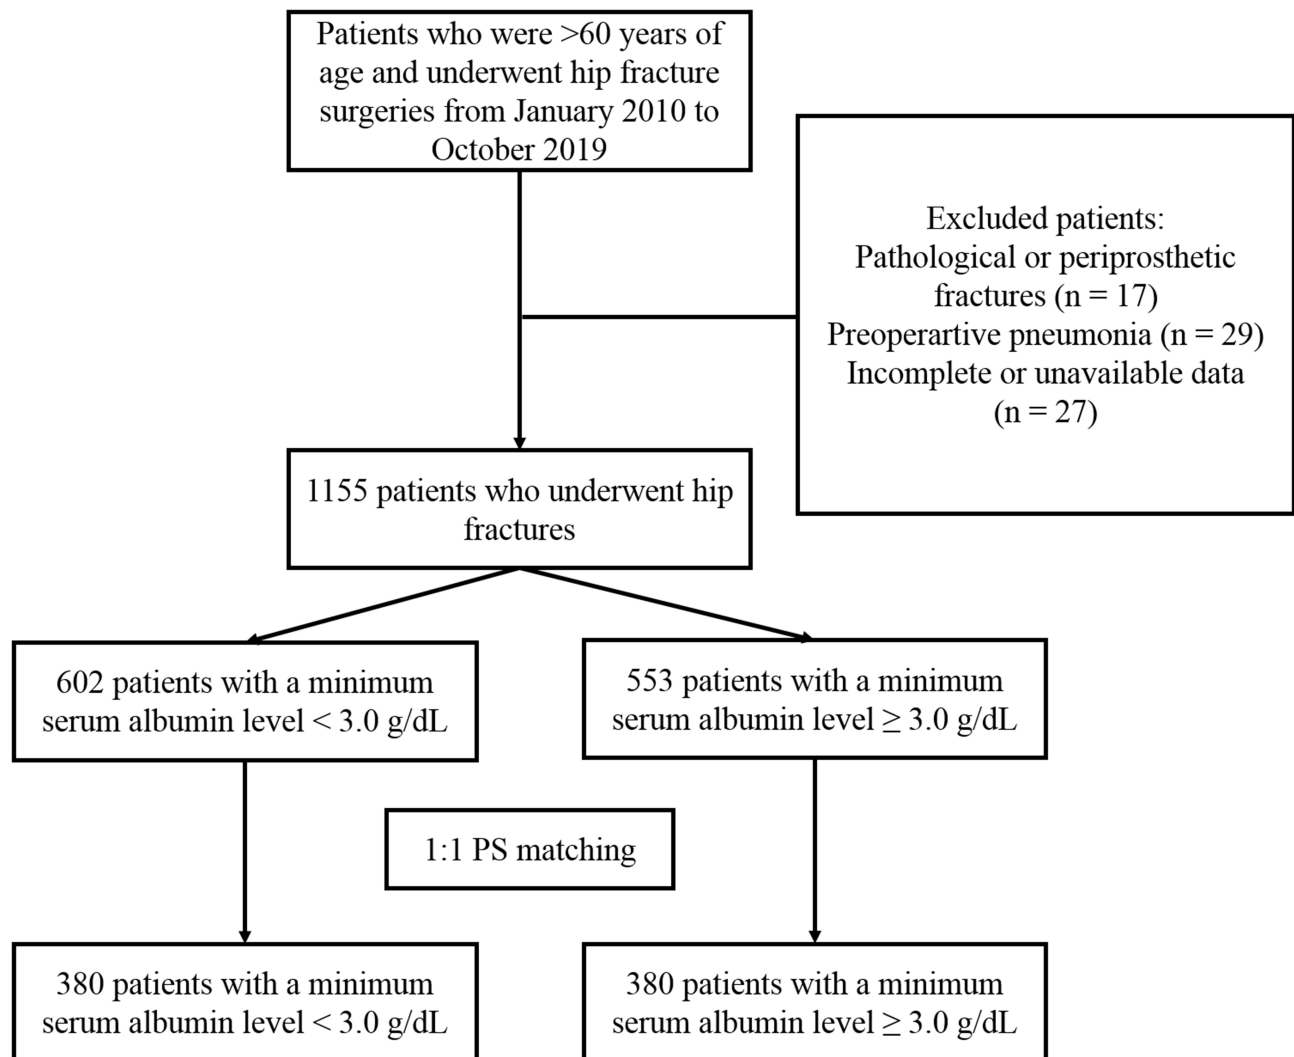 Patients who were >60 years of
age and underwent hip fracture
surgeries from January 2010 to
October 2019
Excluded patients:
Pathological or periprosthetic
fractures (n = 17)
Preoperartive pneumonia (n = 29)
Incomplete or unavailable data
(n = 27)
1155 patients who underwent hip
fractures
602 patients with a minimum
serum albumin level < 3.0 g/dL
553 patients with a minimum
serum albumin level ≥ 3.0 g/dL
1:1 PS matching
380 patients with a minimum
serum albumin level < 3.0 g/dL
380 patients with a minimum
serum albumin level ≥ 3.0 g/dL